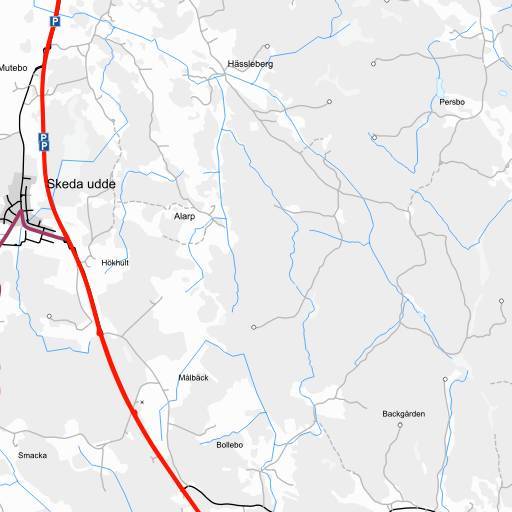 P
Hässleberg
Mutebo
Persbo
P
P
Skeda udde
Alarp
Hökhult
Målbäck
Backgården
Bollebo
Smacka